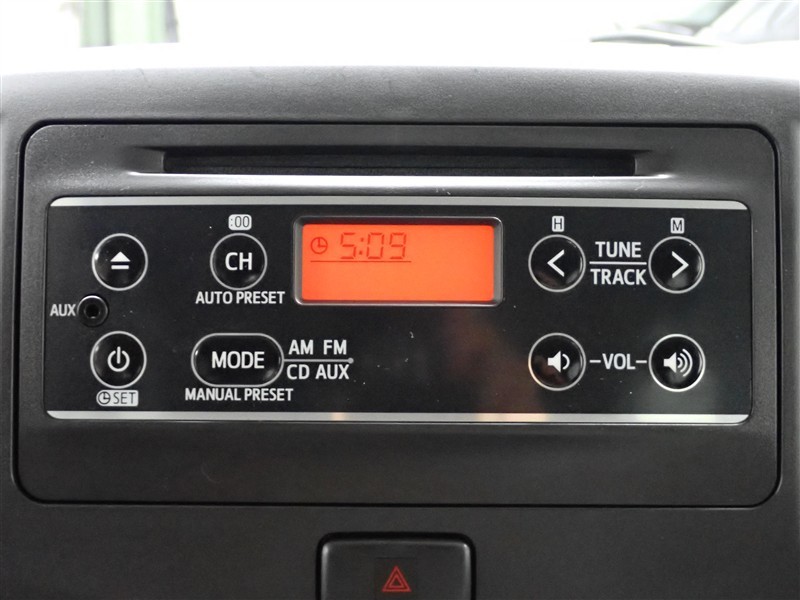 :00
H
M
5:09
CH
TUNE
TRACK
AUTO PRESET
AUX
MODE
AM FM
CD AUX
-VOL-
SET
MANUAL PRESET